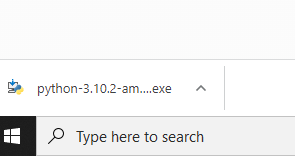 python-3.10.2-am....exe
Type here to search